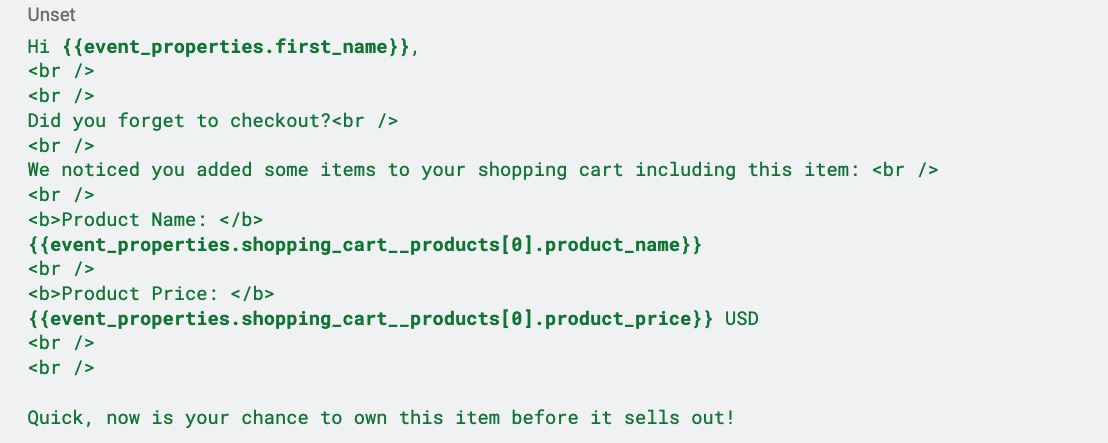 Unset
Hi {{event_properties.first_name}},
<br />
<br />
Did you forget to checkout?<br />
<br />
We noticed you added some items to your shopping cart including this item: <br />
<br />
<b>Product Name: </b>
{{event_properties.shopping_cart__products[0].product_name}}
<br />
<b>Product Price: </b>
{{event_properties.shopping_cart__products[0].product_price}} USD
<br />
<br />
Quick, now is your chance to own this item before it sells out!